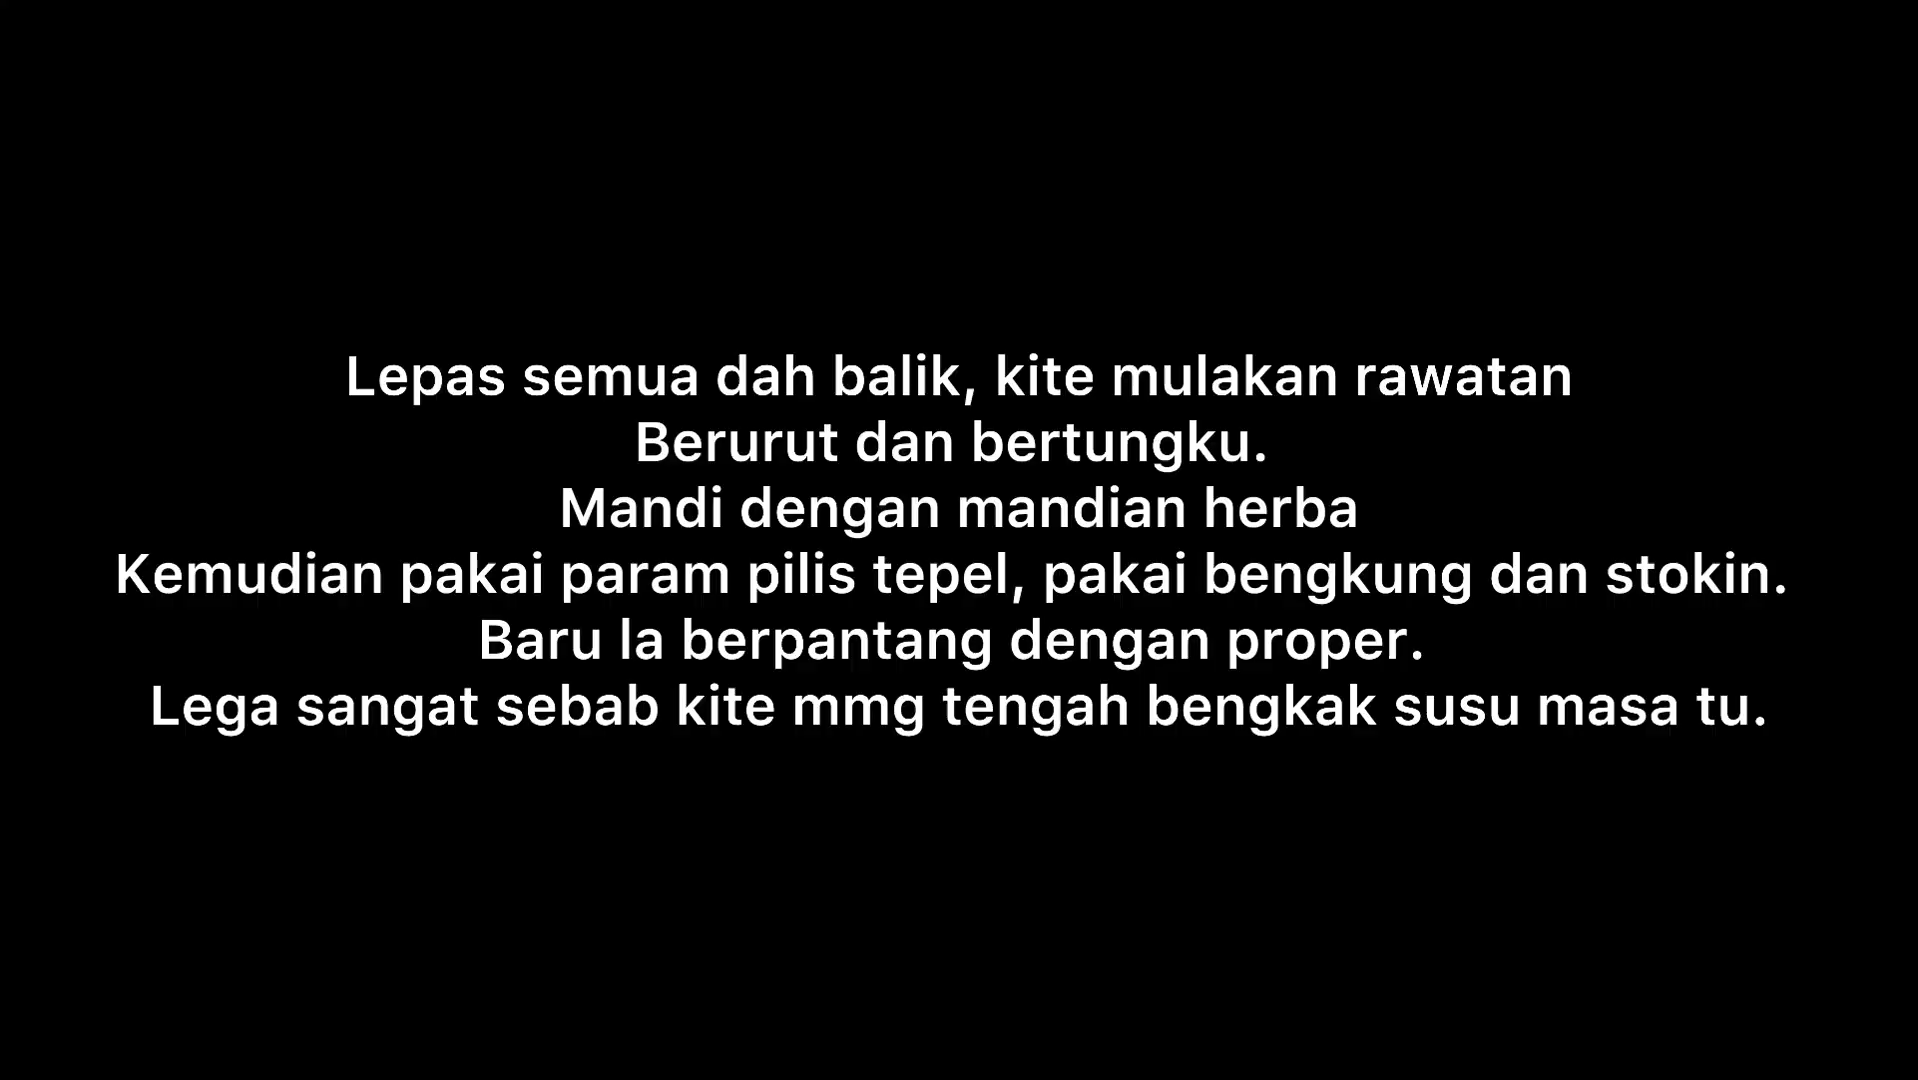 Lepas semua dah balik, kite mulakan rawatan
Berurut dan bertungku.
Mandi dengan mandian herba
Kemudian pakai param pilis tepel, pakai bengkung dan stokin.
Baru la berpantang dengan proper.
Lega sangat sebab kite mmg tengah bengkak susu masa tu.